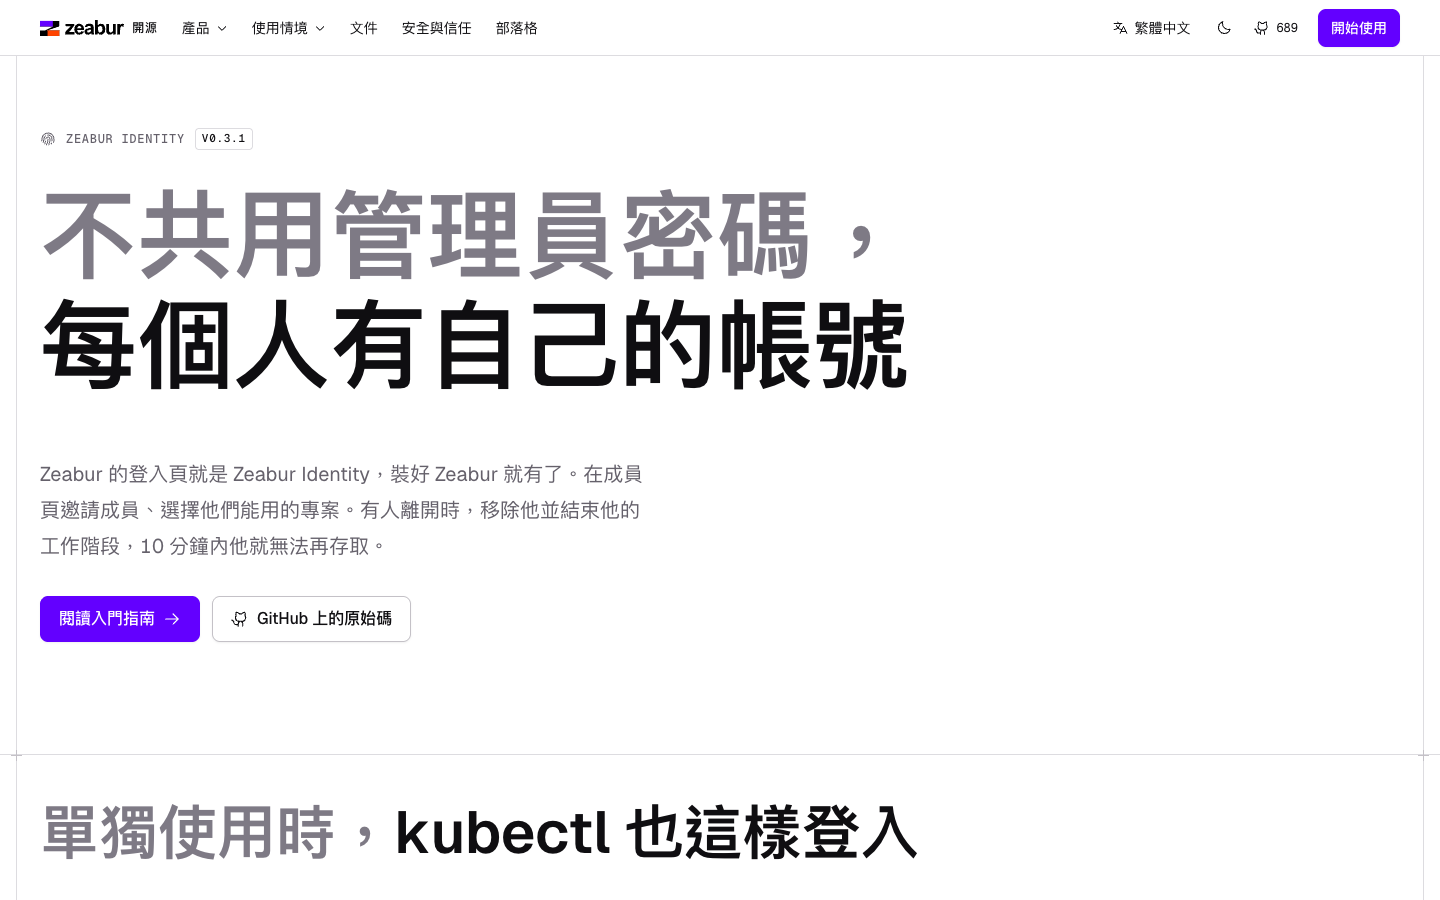 zeabur 開源 產品 使用情境 文件 安全與信任 部落格 繁體中文 689 開始使用
ZEABUR IDENTITY V0.3.1
不共用管理員密碼，
每個人有自己的帳號
Zeabur 的登入頁就是 Zeabur Identity，裝好 Zeabur 就有了。在成員
頁邀請成員、選擇他們能用的專案。有人離開時，移除他並結束他的
工作階段，10 分鐘內他就無法再存取。
閱讀入門指南 GitHub 上的原始碼
單獨使用時，kubectl 也這樣登入